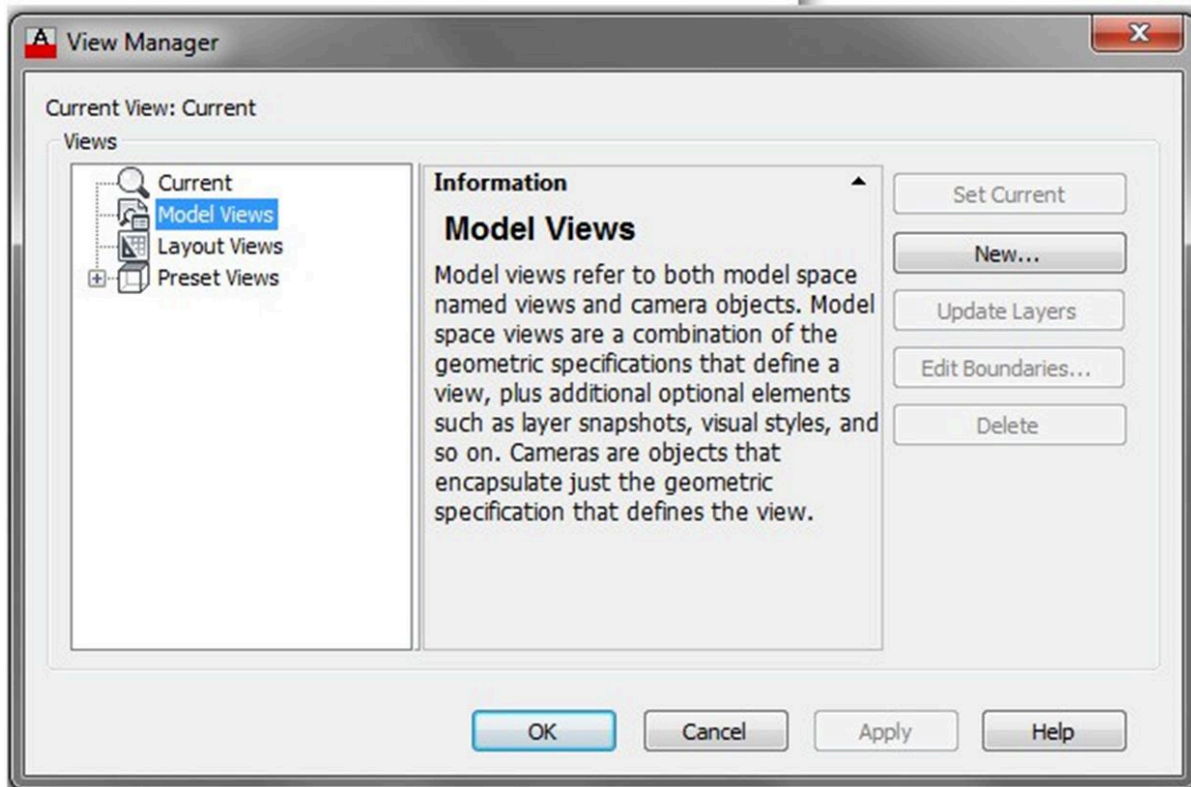 View Manager
Current View: Current
Views
Current
Model Views
Layout Views
Preset Views
Information
Model Views
Model views refer to both model space
named views and camera objects. Model
space views are a combination of the
geometric specifications that define a
view, plus additional optional elements
such as layer snapshots, visual styles, and
so on. Cameras are objects that
encapsulate just the geometric
specification that defines the view.
Set Current
New...
Update Layers
Edit Boundaries...
Delete
OK
Cancel
Apply
Help